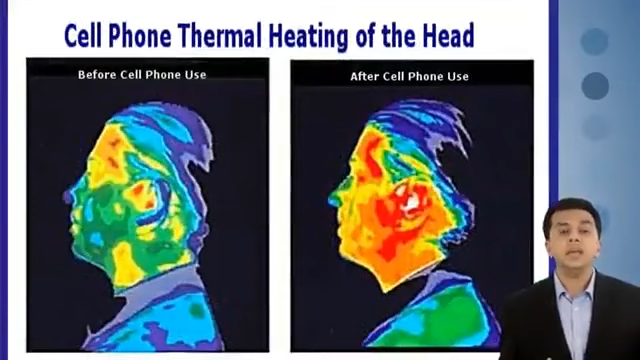 Cell Phone Thermal Heating of the Head
Before Cell Phone Use
After Cell Phone Use